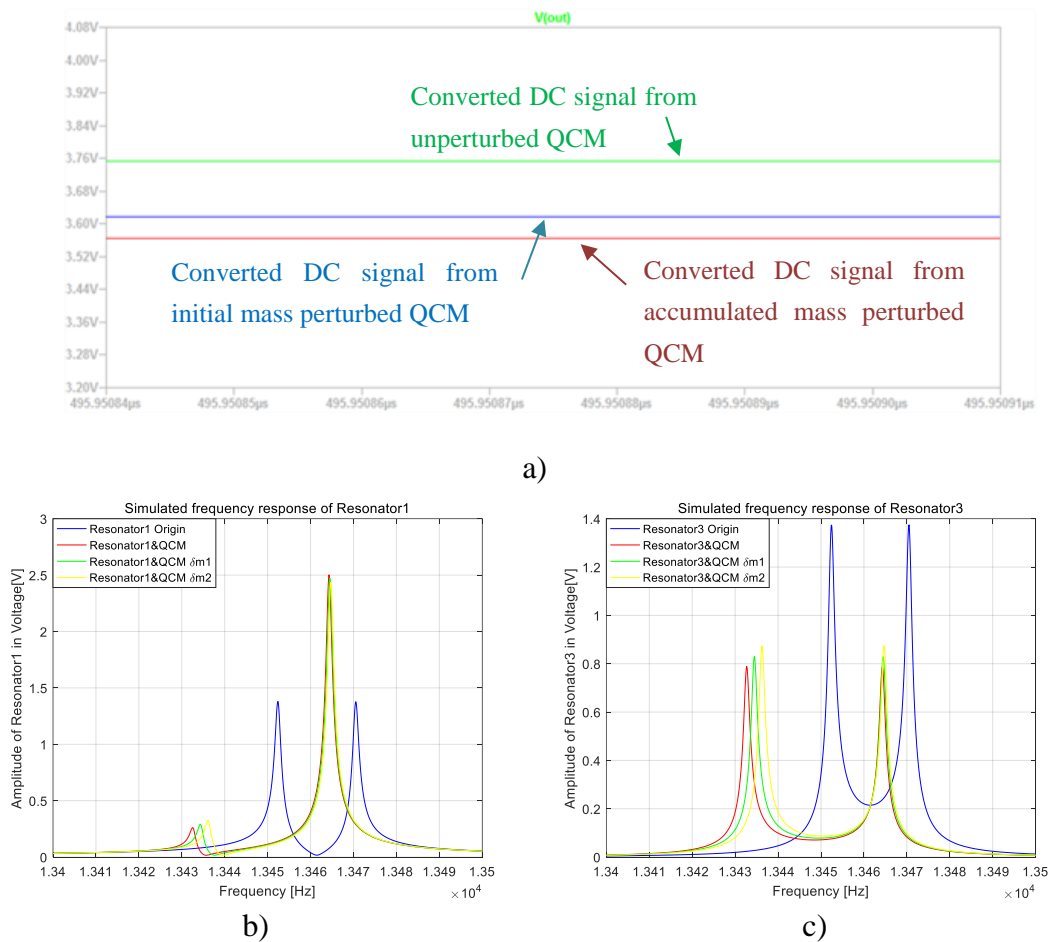 V(out)
4.08V
4.00V
3.92V
3.84V
3.76V
3.68V
3.60V
3.52V
3.44V
3.36V
3.28V
3.20V
Converted DC signal from
unperturbed QCM
Converted DC signal from
initial mass perturbed QCM
Converted DC signal from
accumulated mass perturbed
QCM
495.95084µs 495.95085µs 495.95086µs 495.95087µs 495.95088µs 495.95089µs 495.95090µs 495.95091µs
a)
Simulated frequency response of Resonator1
Resonator1 Origin
Resonator1&QCM
Resonator1&QCM δm1
Resonator1&QCM δm2
Amplitude of Resonator1 in Voltage[V]
3
2.5
2
1.5
1
0.5
0
1.34 1.341 1.342 1.343 1.344 1.345 1.346 1.347 1.348 1.349 1.35
Frequency [Hz]
×10⁴
b)
Simulated frequency response of Resonator3
Resonator3 Origin
Resonator3&QCM
Resonator3&QCM δm1
Resonator3&QCM δm2
Amplitude of Resonator3 in Voltage[V]
1.4
1.2
1
0.8
0.6
0.4
0.2
0
1.34 1.341 1.342 1.343 1.344 1.345 1.346 1.347 1.348 1.349 1.35
Frequency [Hz]
×10⁴
c)